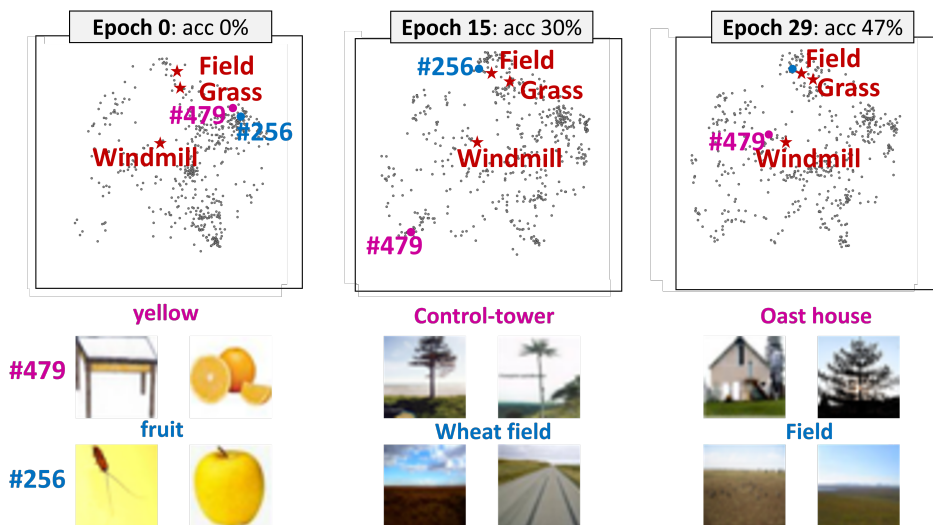 Epoch 0: acc 0%
Field
Grass
#479
#256
Windmill
Epoch 15: acc 30%
#256
Field
Grass
Windmill
#479
Epoch 29: acc 47%
Field
Grass
#479
Windmill
yellow
Control-tower
Oast house
#479
fruit
Wheat field
Field
#256